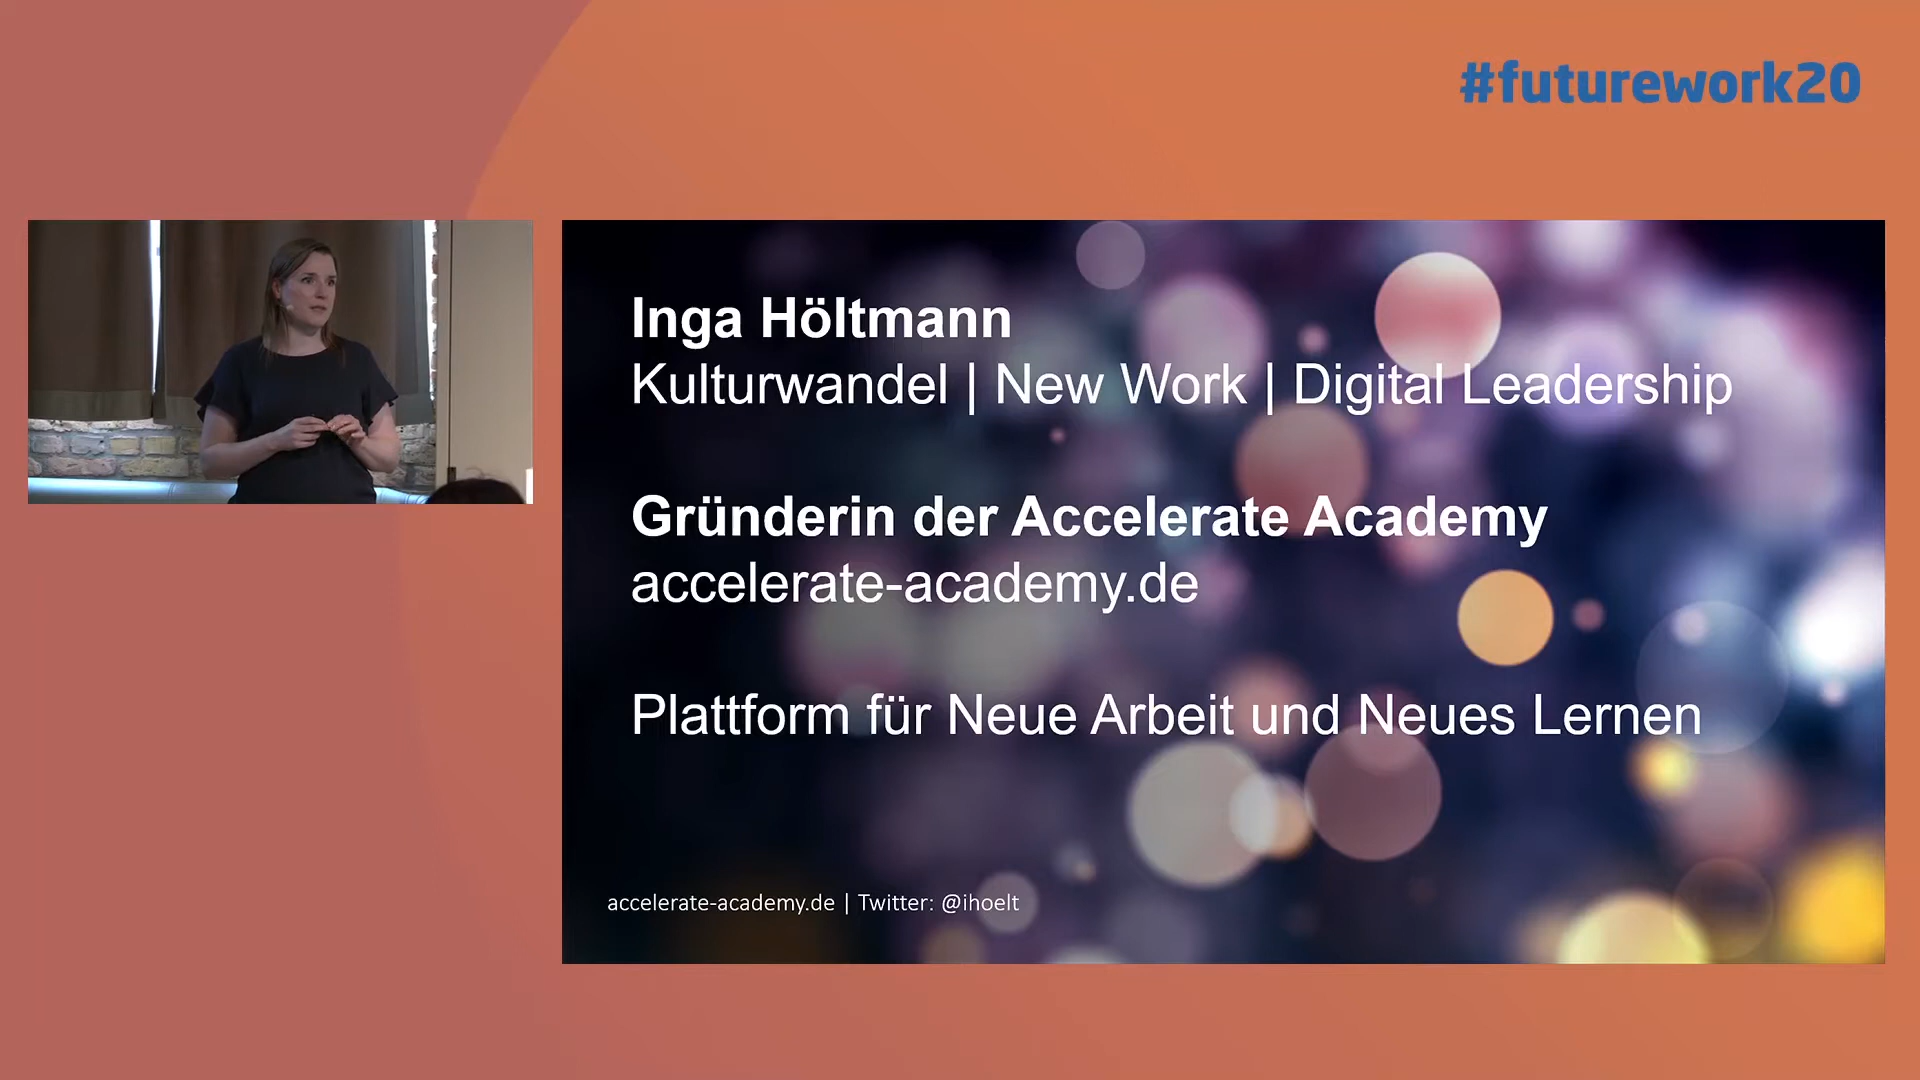 #futurework20
Inga Höltmann
Kulturwandel | New Work | Digital Leadership
Gründerin der Accelerate Academy
accelerate-academy.de
Plattform für Neue Arbeit und Neues Lernen
accelerate-academy.de | Twitter: @ihoelt